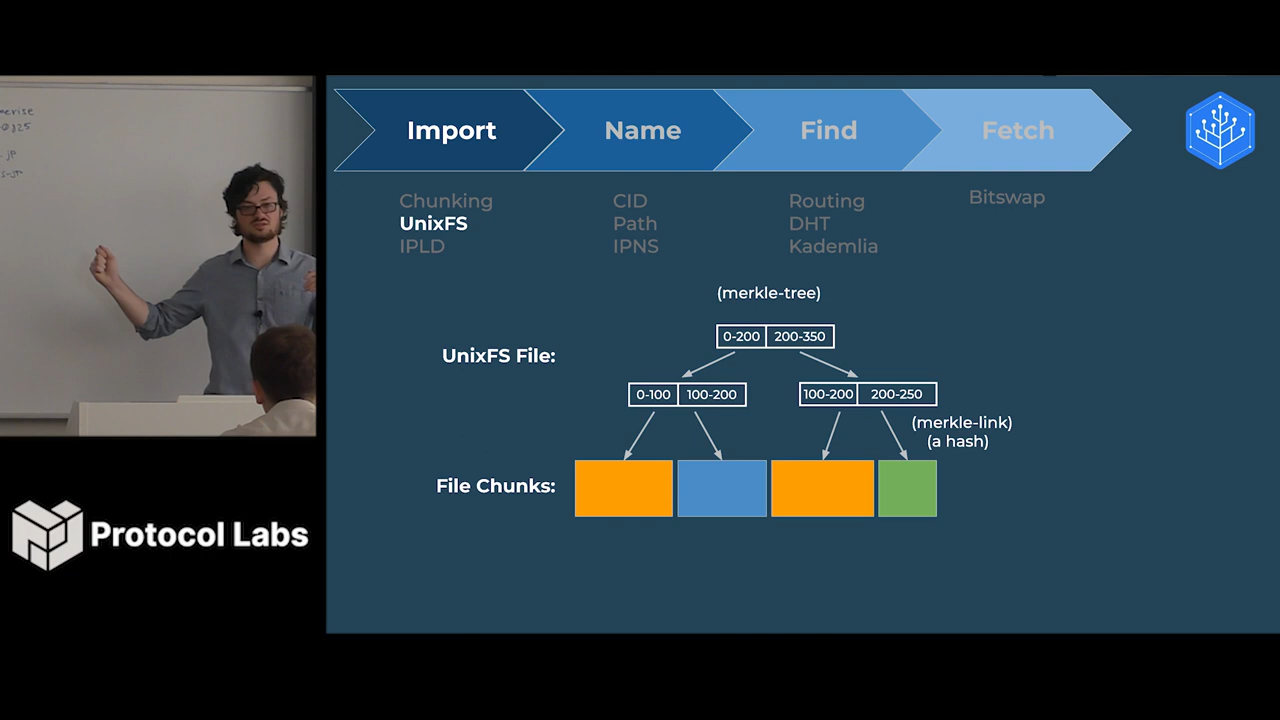 Import
Name
Find
Fetch
Chunking
UnixFS
IPLD
CID
Path
IPNS
Routing
DHT
Kademlia
Bitswap
(merkle-tree)
0-200 200-350
UnixFS File:
0-100 100-200
100-200 200-250
(merkle-link)
(a hash)
File Chunks:
Protocol Labs